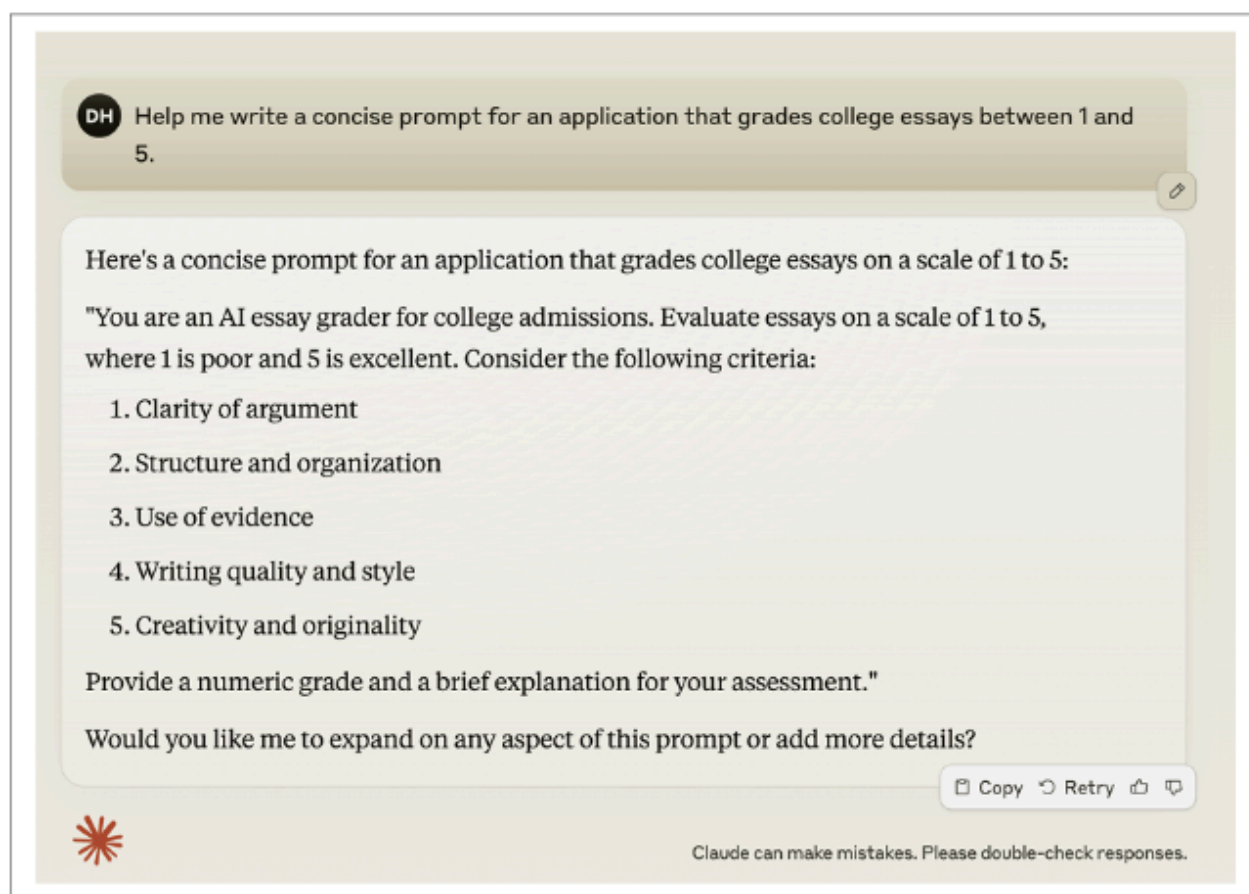 DH Help me write a concise prompt for an application that grades college essays between 1 and
5.
Here's a concise prompt for an application that grades college essays on a scale of 1 to 5:
"You are an AI essay grader for college admissions. Evaluate essays on a scale of 1 to 5,
where 1 is poor and 5 is excellent. Consider the following criteria:
1. Clarity of argument
2. Structure and organization
3. Use of evidence
4. Writing quality and style
5. Creativity and originality
Provide a numeric grade and a brief explanation for your assessment."
Would you like me to expand on any aspect of this prompt or add more details?
Copy Retry
Claude can make mistakes. Please double-check responses.